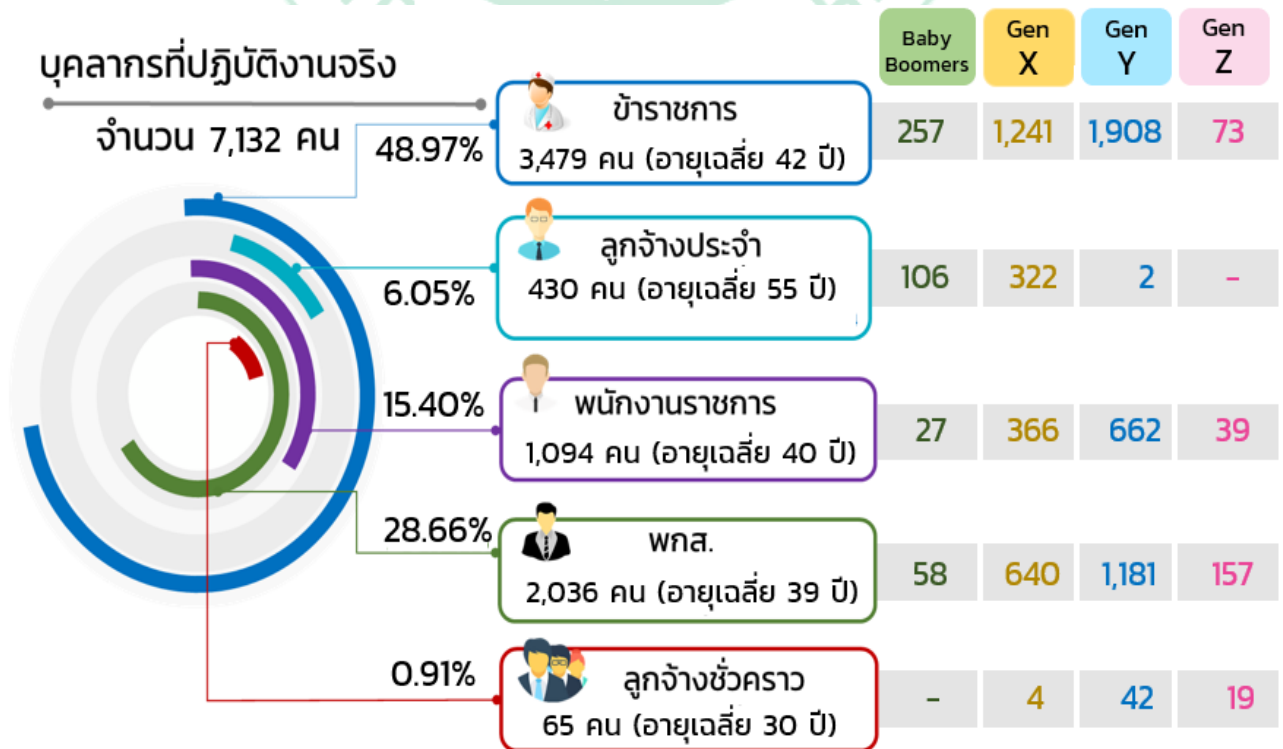 บุคลากรที่ปฏิบัติงานจริง
จำนวน 7,132 คน
Baby Boomers
Gen X
Gen Y
Gen Z
48.97%
ข้าราชการ
3,479 คน (อายุเฉลี่ย 42 ปี)
257 1,241 1,908 73
6.05%
ลูกจ้างประจำ
430 คน (อายุเฉลี่ย 55 ปี)
106 322 2 -
15.40%
พนักงานราชการ
1,094 คน (อายุเฉลี่ย 40 ปี)
27 366 662 39
28.66%
พกส.
2,036 คน (อายุเฉลี่ย 39 ปี)
58 640 1,181 157
0.91%
ลูกจ้างชั่วคราว
65 คน (อายุเฉลี่ย 30 ปี)
- 4 42 19